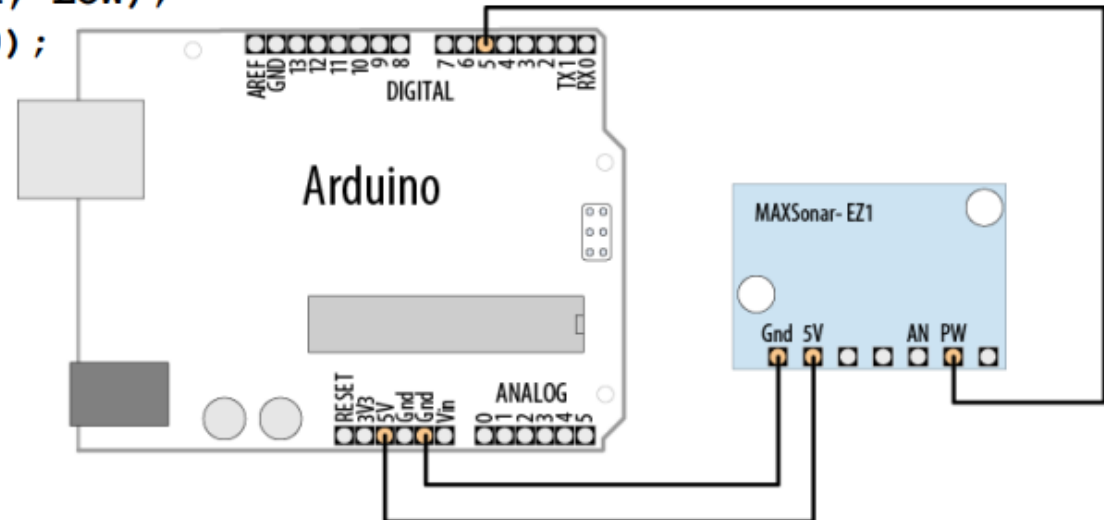 );
AREF GND 13 12 11 10 9 8 7 6 5 4 3 2 TX 1 RX 0
DIGITAL
Arduino
MAXSonar- EZ1
Gnd 5V AN PW
RESET 3V3 5V Gnd Gnd Vin
ANALOG
0 1 2 3 4 5